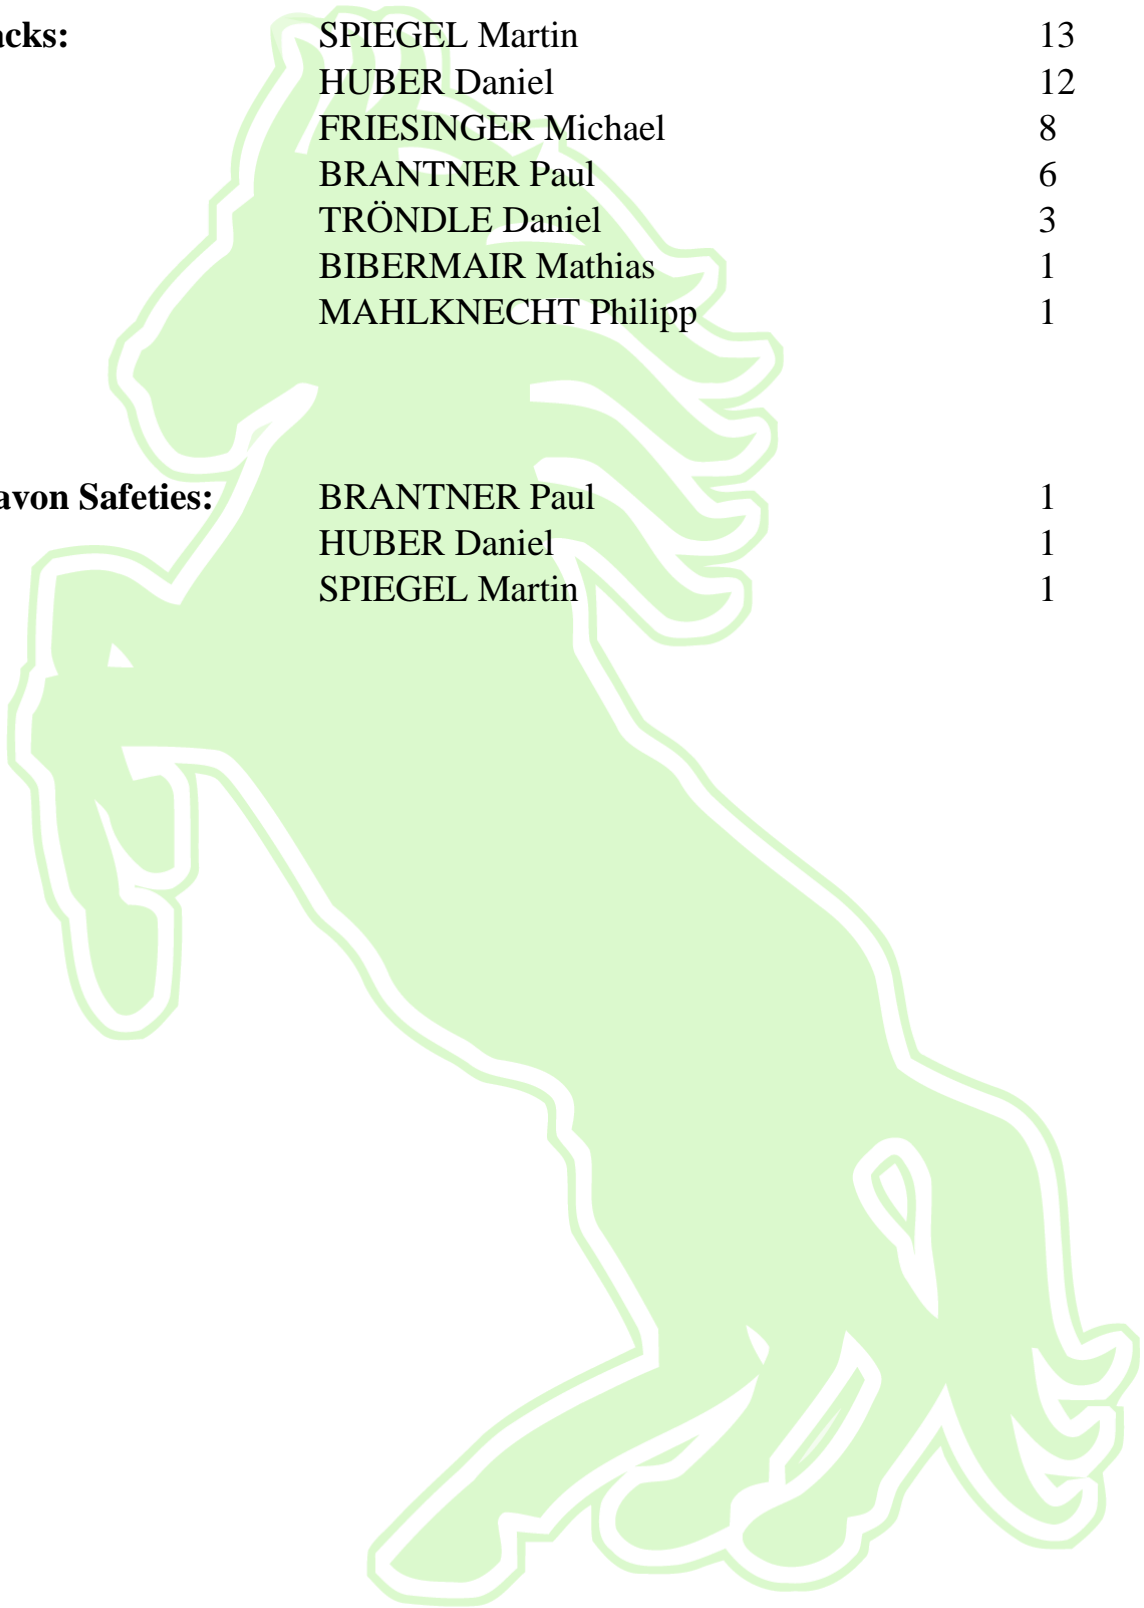 acks: SPIEGEL Martin 13
HUBER Daniel 12
FRIESINGER Michael 8
BRANTNER Paul 6
TRÖNDLE Daniel 3
BIBERMAIR Mathias 1
MAHLKNECHT Philipp 1
avon Safeties: BRANTNER Paul 1
HUBER Daniel 1
SPIEGEL Martin 1